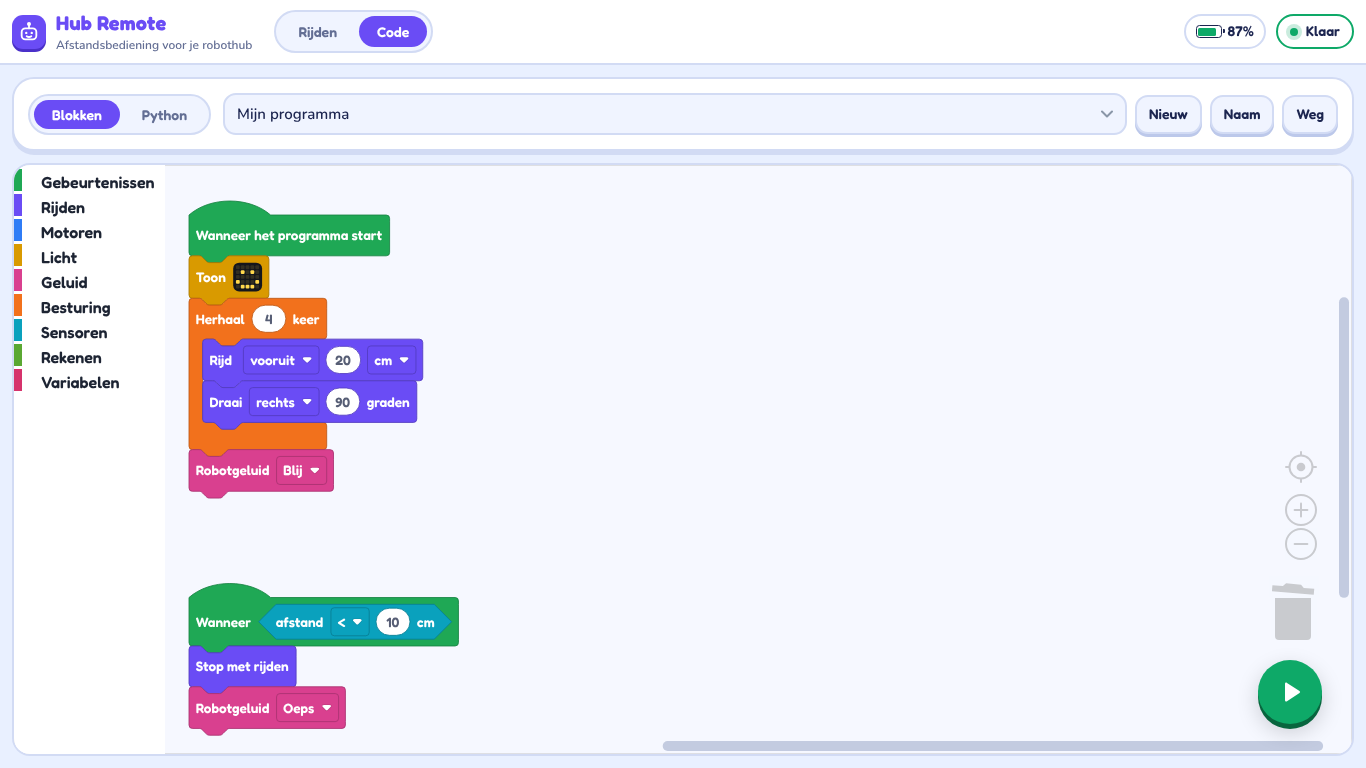 Hub Remote
Afstandsbediening voor je robothub
Rijden
Code
87%
Klaar
Blokken
Python
Mijn programma
Nieuw
Naam
Weg
Gebeurtenissen
Rijden
Motoren
Licht
Geluid
Besturing
Sensoren
Rekenen
Variabelen
Wanneer het programma start
Toon
Herhaal 4 keer
Rijd vooruit 20 cm
Draai rechts 90 graden
Robotgeluid Blij
Wanneer afstand < 10 cm
Stop met rijden
Robotgeluid Oeps